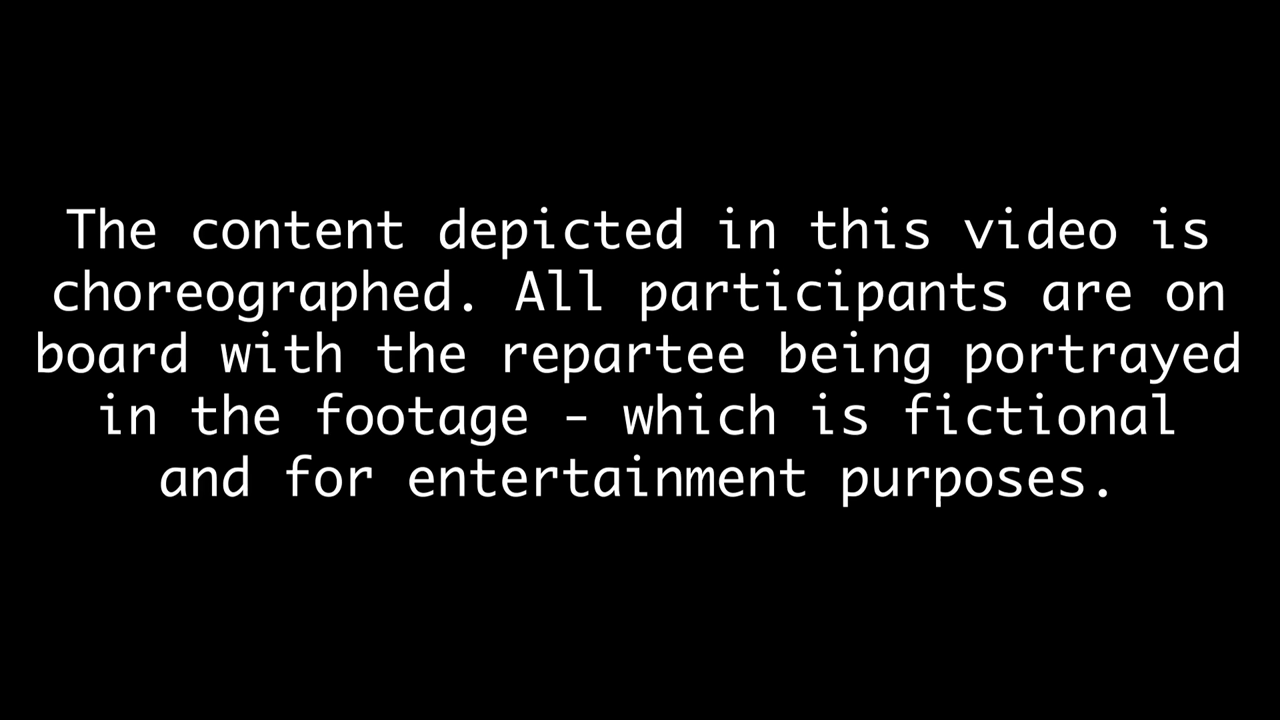 The content depicted in this video is
choreographed. All participants are on
board with the repartee being portrayed
in the footage - which is fictional
and for entertainment purposes.